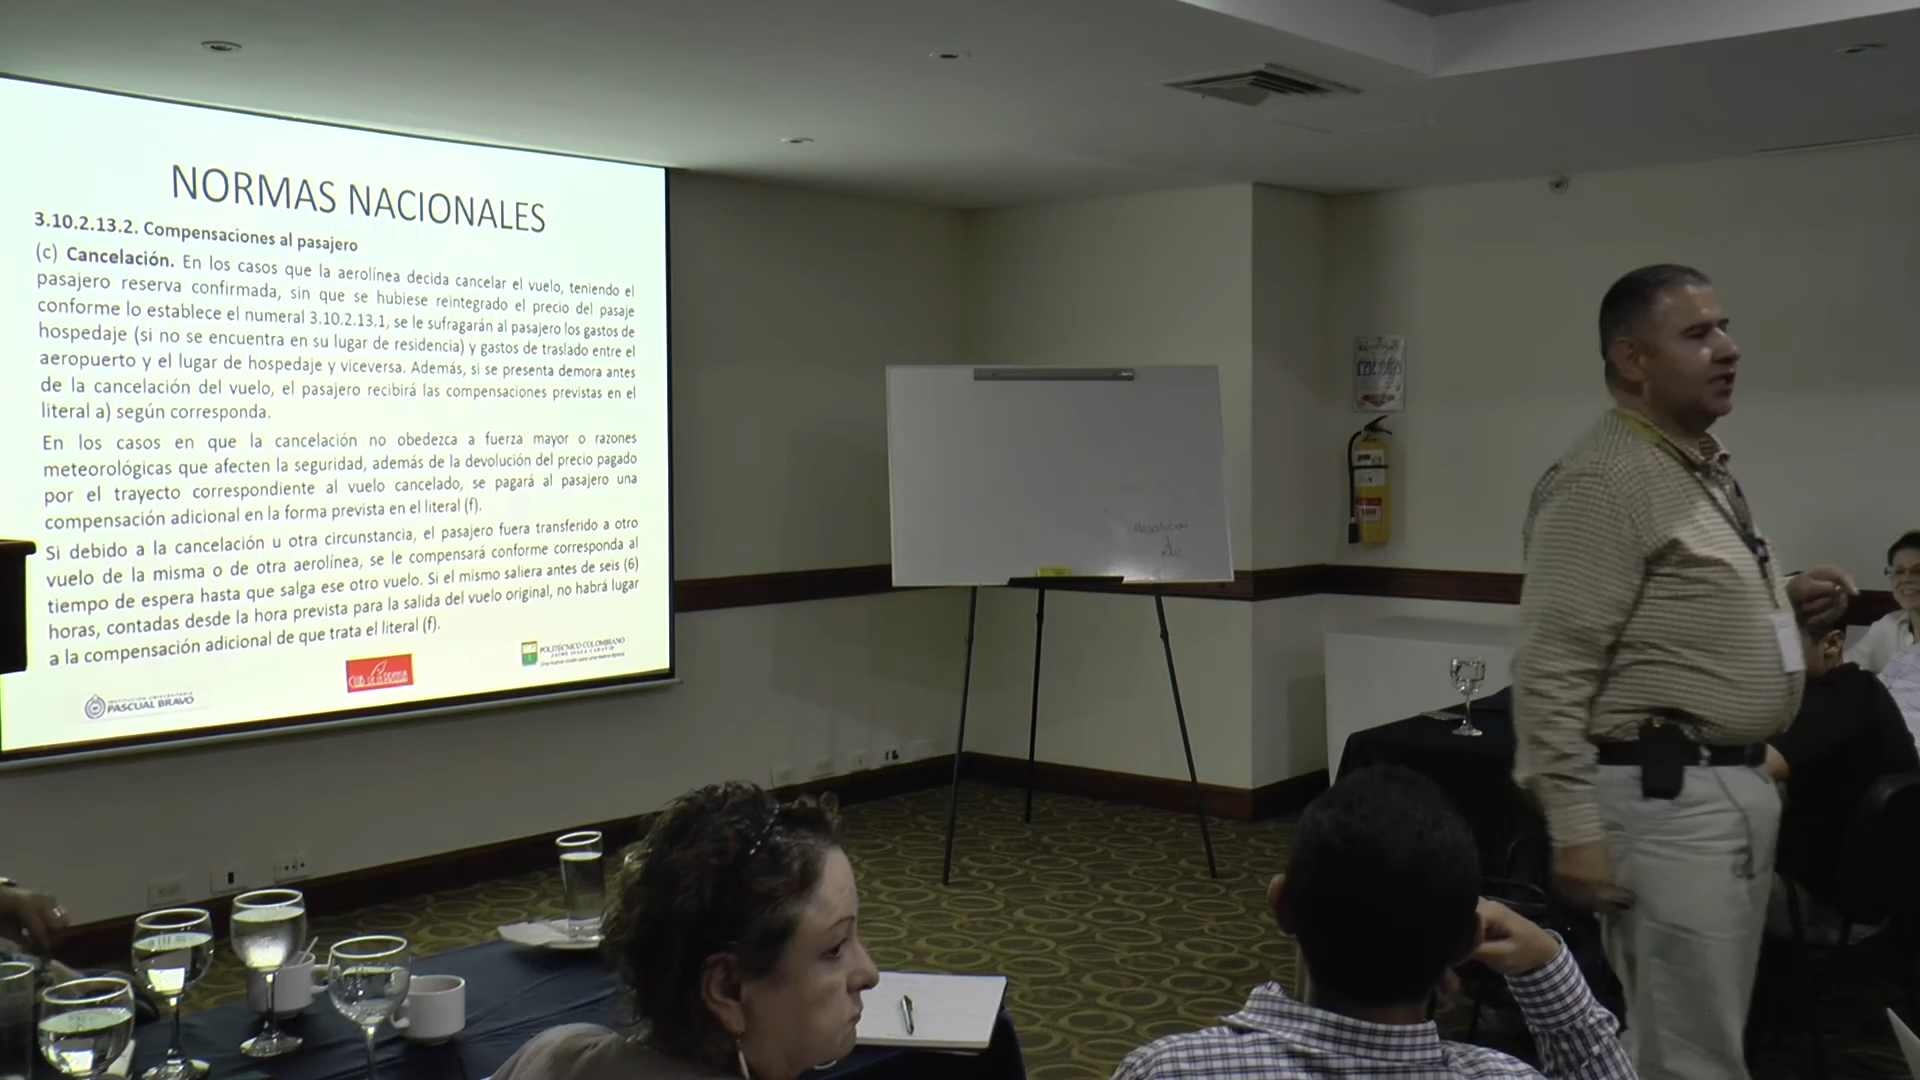 NORMAS NACIONALES
3.10.2.13.2. Compensaciones al pasajero
(c) Cancelación. En los casos que la aerolínea decida cancelar el vuelo, teniendo el
pasajero reserva confirmada, sin que se hubiese reintegrado el precio del pasaje
conforme lo establece el numeral 3.10.2.13.1, se le sufragarán al pasajero los gastos de
hospedaje (si no se encuentra en su lugar de residencia) y gastos de traslado entre el
aeropuerto y el lugar de hospedaje y viceversa. Además, si se presenta demora antes
de la cancelación del vuelo, el pasajero recibirá las compensaciones previstas en el
literal a) según corresponda.
En los casos en que la cancelación no obedezca a fuerza mayor o razones
meteorológicas que afecten la seguridad, además de la devolución del precio pagado
por el trayecto correspondiente al vuelo cancelado, se pagará al pasajero una
compensación adicional en la forma prevista en el literal (f).
Si debido a la cancelación u otra circunstancia, el pasajero fuera transferido a otro
vuelo de la misma o de otra aerolínea, se le compensará conforme corresponda al
tiempo de espera hasta que salga ese otro vuelo. Si el mismo saliera antes de seis (6)
horas, contadas desde la hora prevista para la salida del vuelo original, no habrá lugar
a la compensación adicional de que trata el literal (f).
POLITÉCNICO COLOMBIANO
CLUB DE LA PRENSA
INSTITUCIÓN UNIVERSITARIA
PASCUAL BRAVO
Resolucion